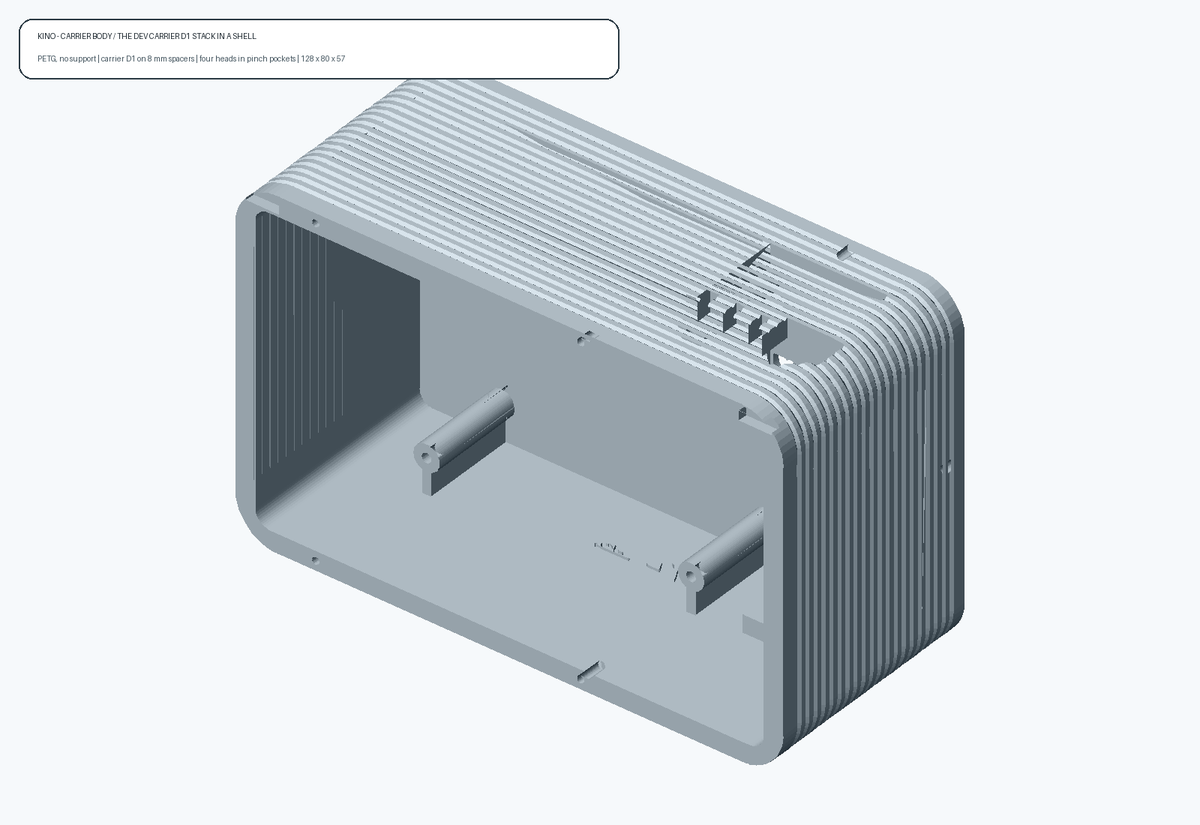 KINO - CARRIER BODY / THE DEV CARRIER D1 STACK IN A SHELL
PETG, no support | carrier D1 on 8 mm spacers | four heads in pinch pockets | 128 x 80 x 57